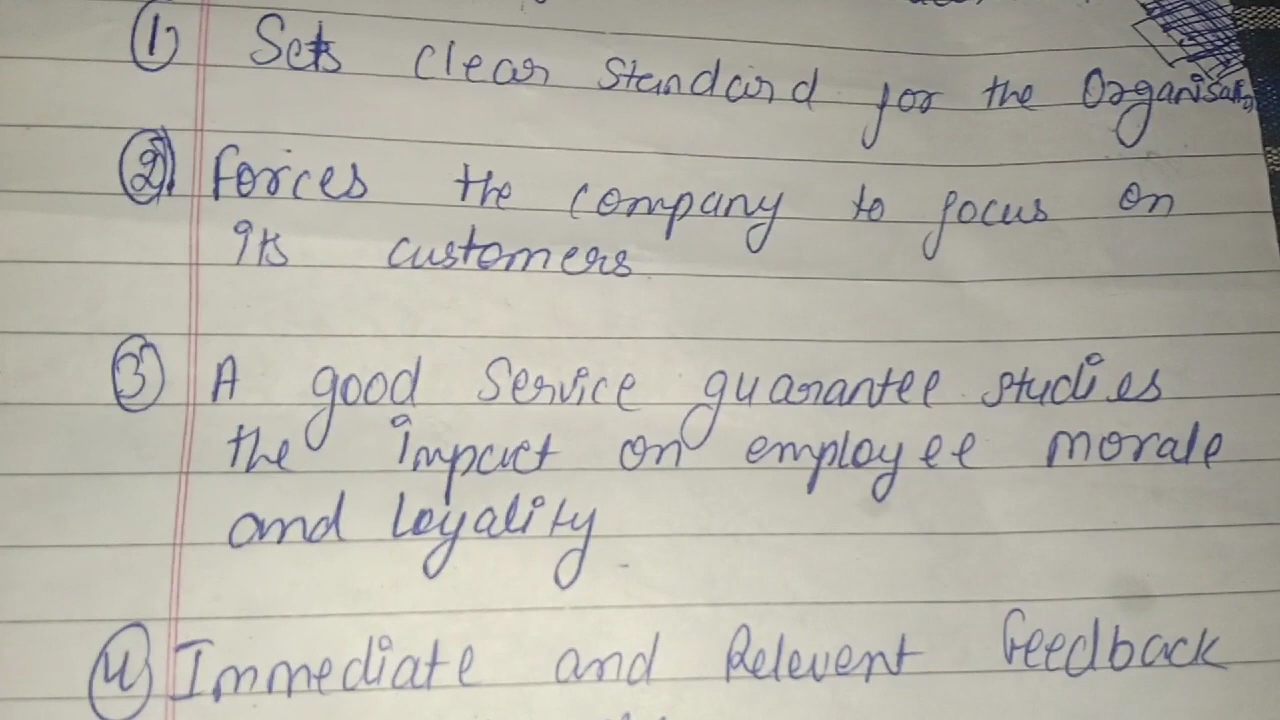 ① Sets clear Standard for the Organisation
② Forces the company to focus on
its customers
③ A good Service guarantee studies
the impact on employee morale
and loyality.
④ Immediate and Relevent feedback